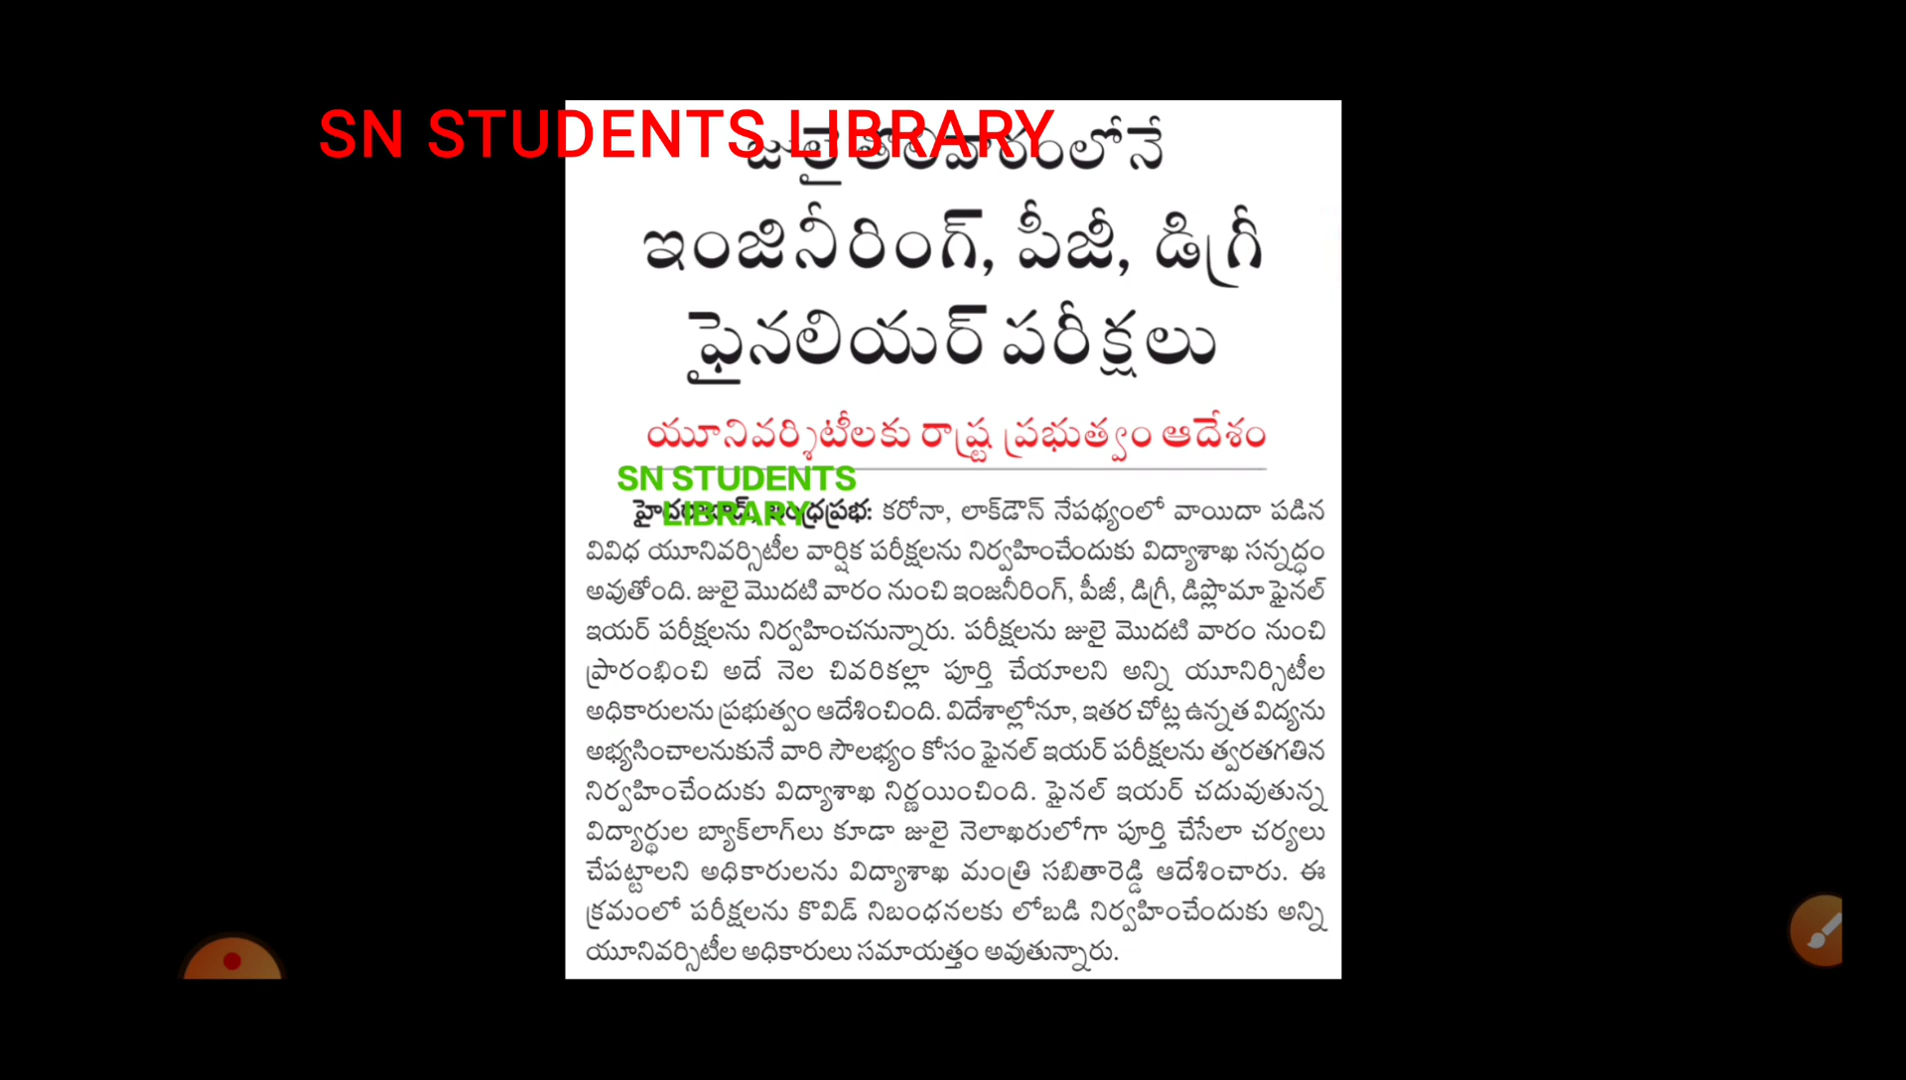 SN STUDENTS LIBRARY
జులై తొలివారంలోనే
ఇంజినీరింగ్, పీజీ, డిగ్రీ
ఫైనలియర్ పరీక్షలు
యూనివర్శిటీలకు రాష్ట్ర ప్రభుత్వం ఆదేశం
SN STUDENTS
LIBRARY
హైదరాబాద్, ఆంధ్రప్రభ: కరోనా, లాక్‌డౌన్ నేపథ్యంలో వాయిదా పడిన
వివిధ యూనివర్సిటీల వార్షిక పరీక్షలను నిర్వహించేందుకు విద్యాశాఖ సన్నద్ధం
అవుతోంది. జులై మొదటి వారం నుంచి ఇంజనీరింగ్, పీజీ, డిగ్రీ, డిప్లొమా ఫైనల్
ఇయర్ పరీక్షలను నిర్వహించనున్నారు. పరీక్షలను జులై మొదటి వారం నుంచి
ప్రారంభించి అదే నెల చివరికల్లా పూర్తి చేయాలని అన్ని యూనిర్సిటీల
అధికారులను ప్రభుత్వం ఆదేశించింది. విదేశాల్లోనూ, ఇతర చోట్ల ఉన్నత విద్యను
అభ్యసించాలనుకునే వారి సౌలభ్యం కోసం ఫైనల్ ఇయర్ పరీక్షలను త్వరతగతిన
నిర్వహించేందుకు విద్యాశాఖ నిర్ణయించింది. ఫైనల్ ఇయర్ చదువుతున్న
విద్యార్థుల బ్యాక్‌లాగ్‌లు కూడా జులై నెలాఖరులోగా పూర్తి చేసేలా చర్యలు
చేపట్టాలని అధికారులను విద్యాశాఖ మంత్రి సబితారెడ్డి ఆదేశించారు. ఈ
క్రమంలో పరీక్షలను కొవిడ్ నిబంధనలకు లోబడి నిర్వహించేందుకు అన్ని
యూనివర్సిటీల అధికారులు సమాయత్తం అవుతున్నారు.